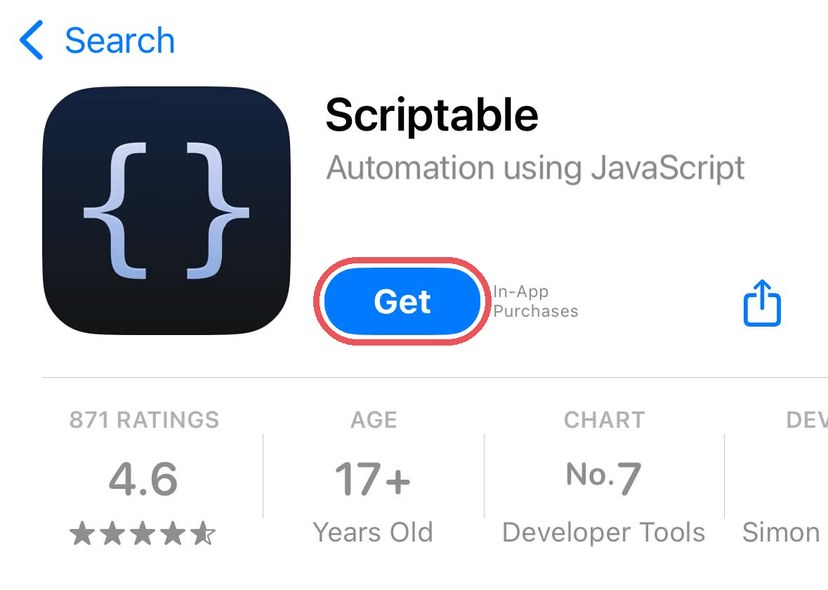 Search
{}
Scriptable
Automation using JavaScript
Get
In-App
Purchases
871 RATINGS
AGE
CHART
DEV
4.6
17+
No.7
Years Old
Developer Tools
Simon